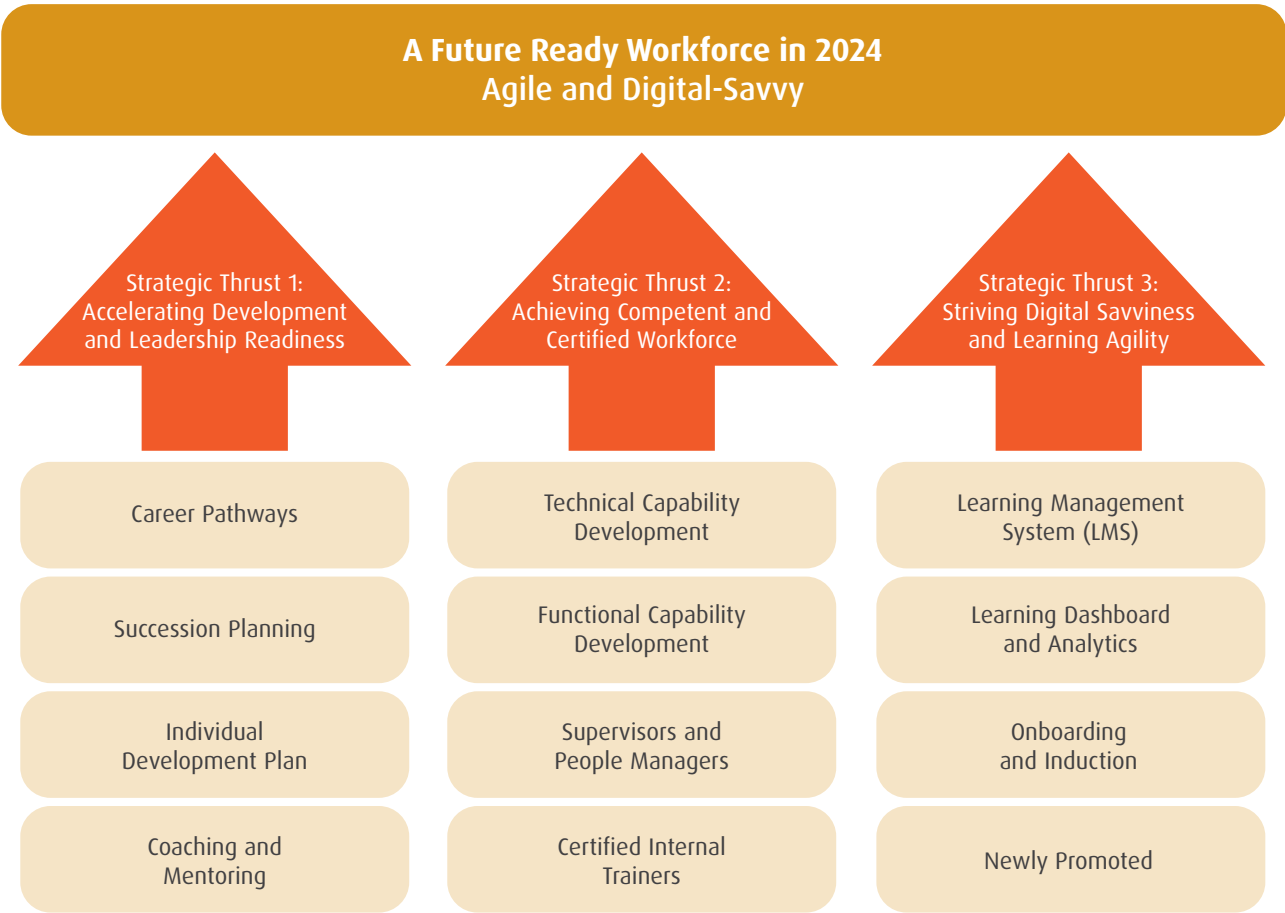 A Future Ready Workforce in 2024
Agile and Digital-Savvy
Strategic Thrust 1:
Accelerating Development
and Leadership Readiness
Strategic Thrust 2:
Achieving Competent and
Certified Workforce
Strategic Thrust 3:
Striving Digital Savviness
and Learning Agility
Career Pathways
Technical Capability
Development
Learning Management
System (LMS)
Succession Planning
Functional Capability
Development
Learning Dashboard
and Analytics
Individual
Development Plan
Supervisors and
People Managers
Onboarding
and Induction
Coaching and
Mentoring
Certified Internal
Trainers
Newly Promoted